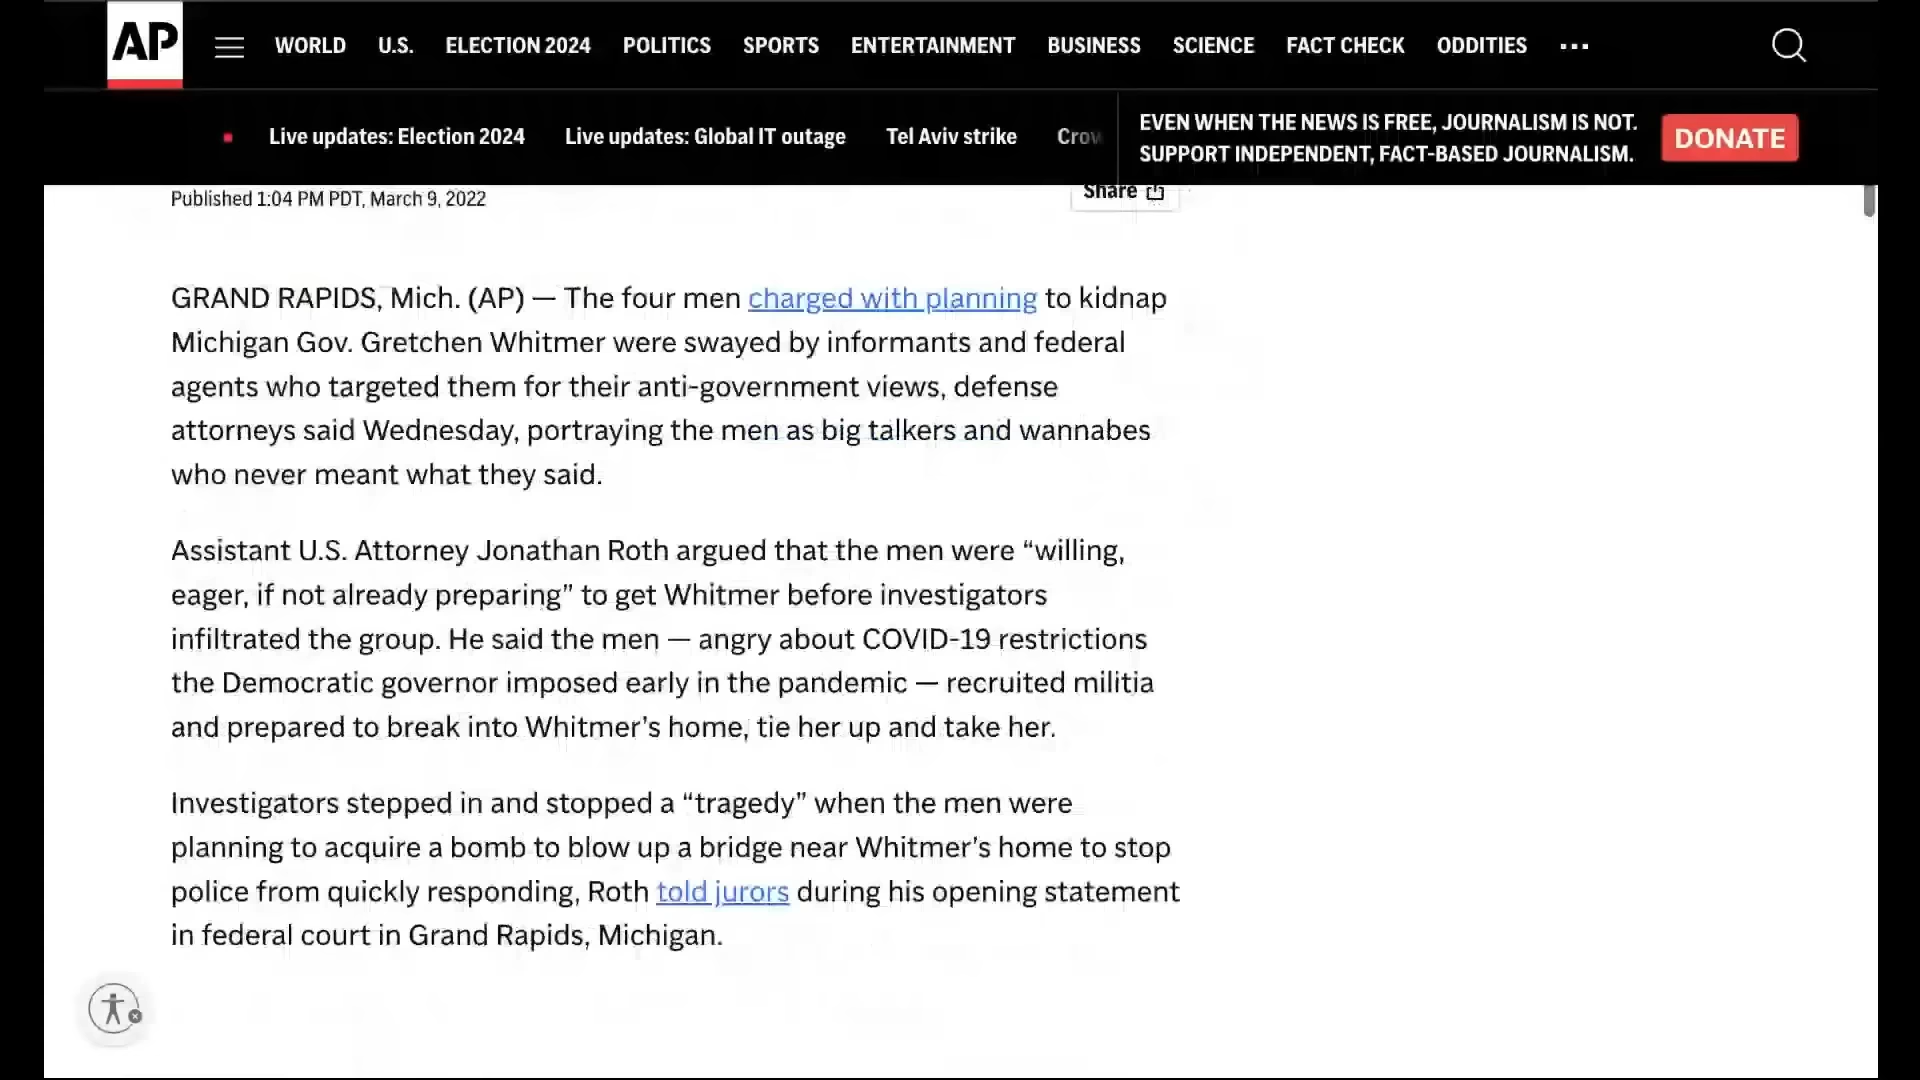 AP
WORLD U.S. ELECTION 2024 POLITICS SPORTS ENTERTAINMENT BUSINESS SCIENCE FACT CHECK ODDITIES
Live updates: Election 2024 Live updates: Global IT outage Tel Aviv strike
EVEN WHEN THE NEWS IS FREE, JOURNALISM IS NOT.
SUPPORT INDEPENDENT, FACT-BASED JOURNALISM.
DONATE
Published 1:04 PM PDT, March 9, 2022
Share
GRAND RAPIDS, Mich. (AP) — The four men charged with planning to kidnap
Michigan Gov. Gretchen Whitmer were swayed by informants and federal
agents who targeted them for their anti-government views, defense
attorneys said Wednesday, portraying the men as big talkers and wannabes
who never meant what they said.
Assistant U.S. Attorney Jonathan Roth argued that the men were “willing,
eager, if not already preparing” to get Whitmer before investigators
infiltrated the group. He said the men — angry about COVID-19 restrictions
the Democratic governor imposed early in the pandemic — recruited militia
and prepared to break into Whitmer’s home, tie her up and take her.
Investigators stepped in and stopped a “tragedy” when the men were
planning to acquire a bomb to blow up a bridge near Whitmer’s home to stop
police from quickly responding, Roth told jurors during his opening statement
in federal court in Grand Rapids, Michigan.